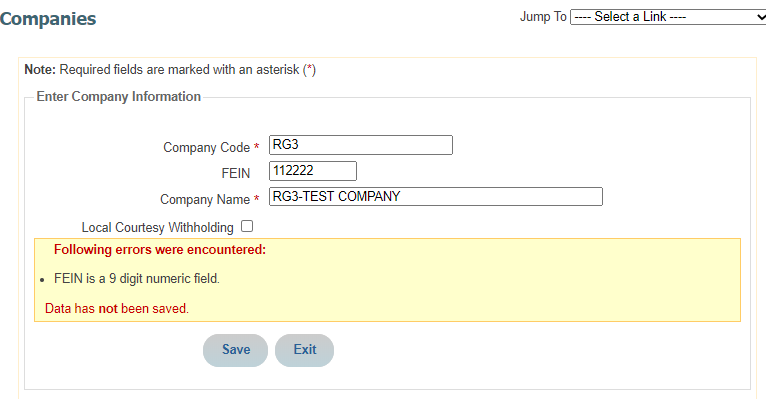 Companies
Jump To ---- Select a Link ----
Note: Required fields are marked with an asterisk (*)
Enter Company Information
Company Code * RG3
FEIN 112222
Company Name * RG3-TEST COMPANY
Local Courtesy Withholding
Following errors were encountered:
• FEIN is a 9 digit numeric field.
Data has not been saved.
Save Exit